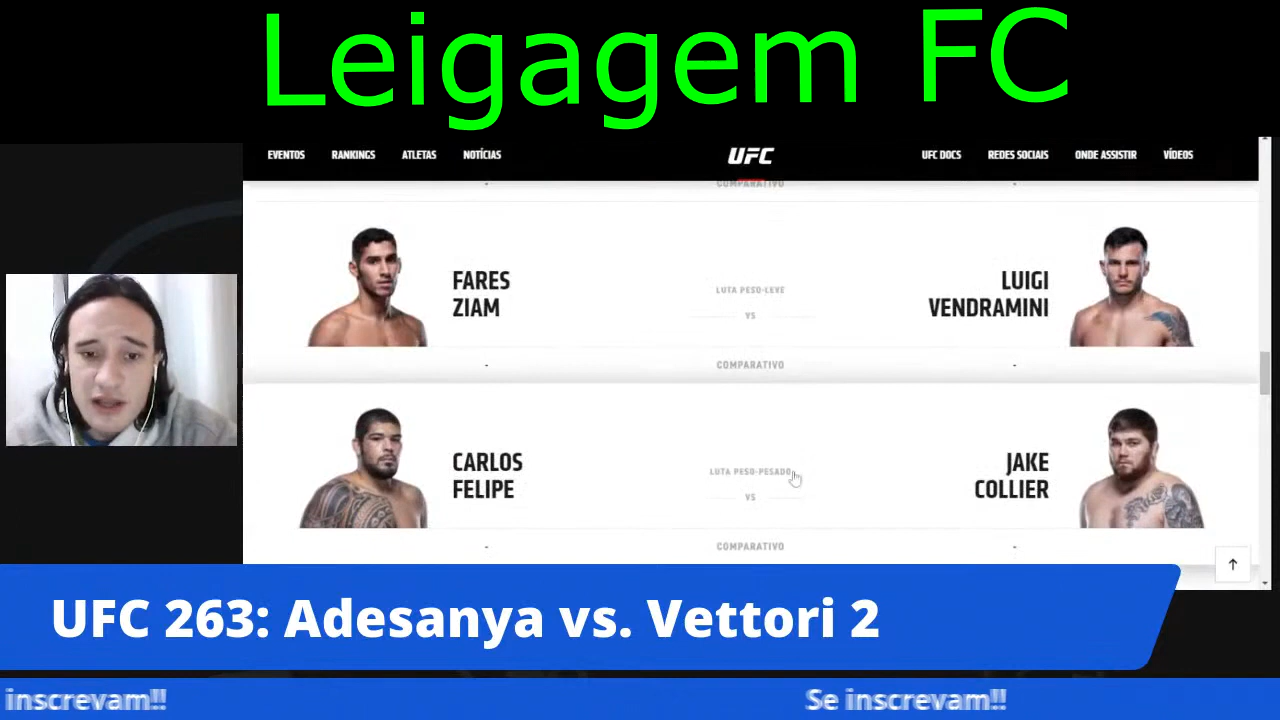 Leigagem FC
EVENTOS RANKINGS ATLETAS NOTÍCIAS UFC UFC DOCS REDES SOCIAIS ONDE ASSISTIR VÍDEOS
- COMPARATIVO -
FARES
ZIAM
LUTA PESO-LEVE
VS
LUIGI
VENDRAMINI
- COMPARATIVO -
CARLOS
FELIPE
LUTA PESO-PESADO
VS
JAKE
COLLIER
- COMPARATIVO -
UFC 263: Adesanya vs. Vettori 2
inscrevam!! Se inscrevam!!